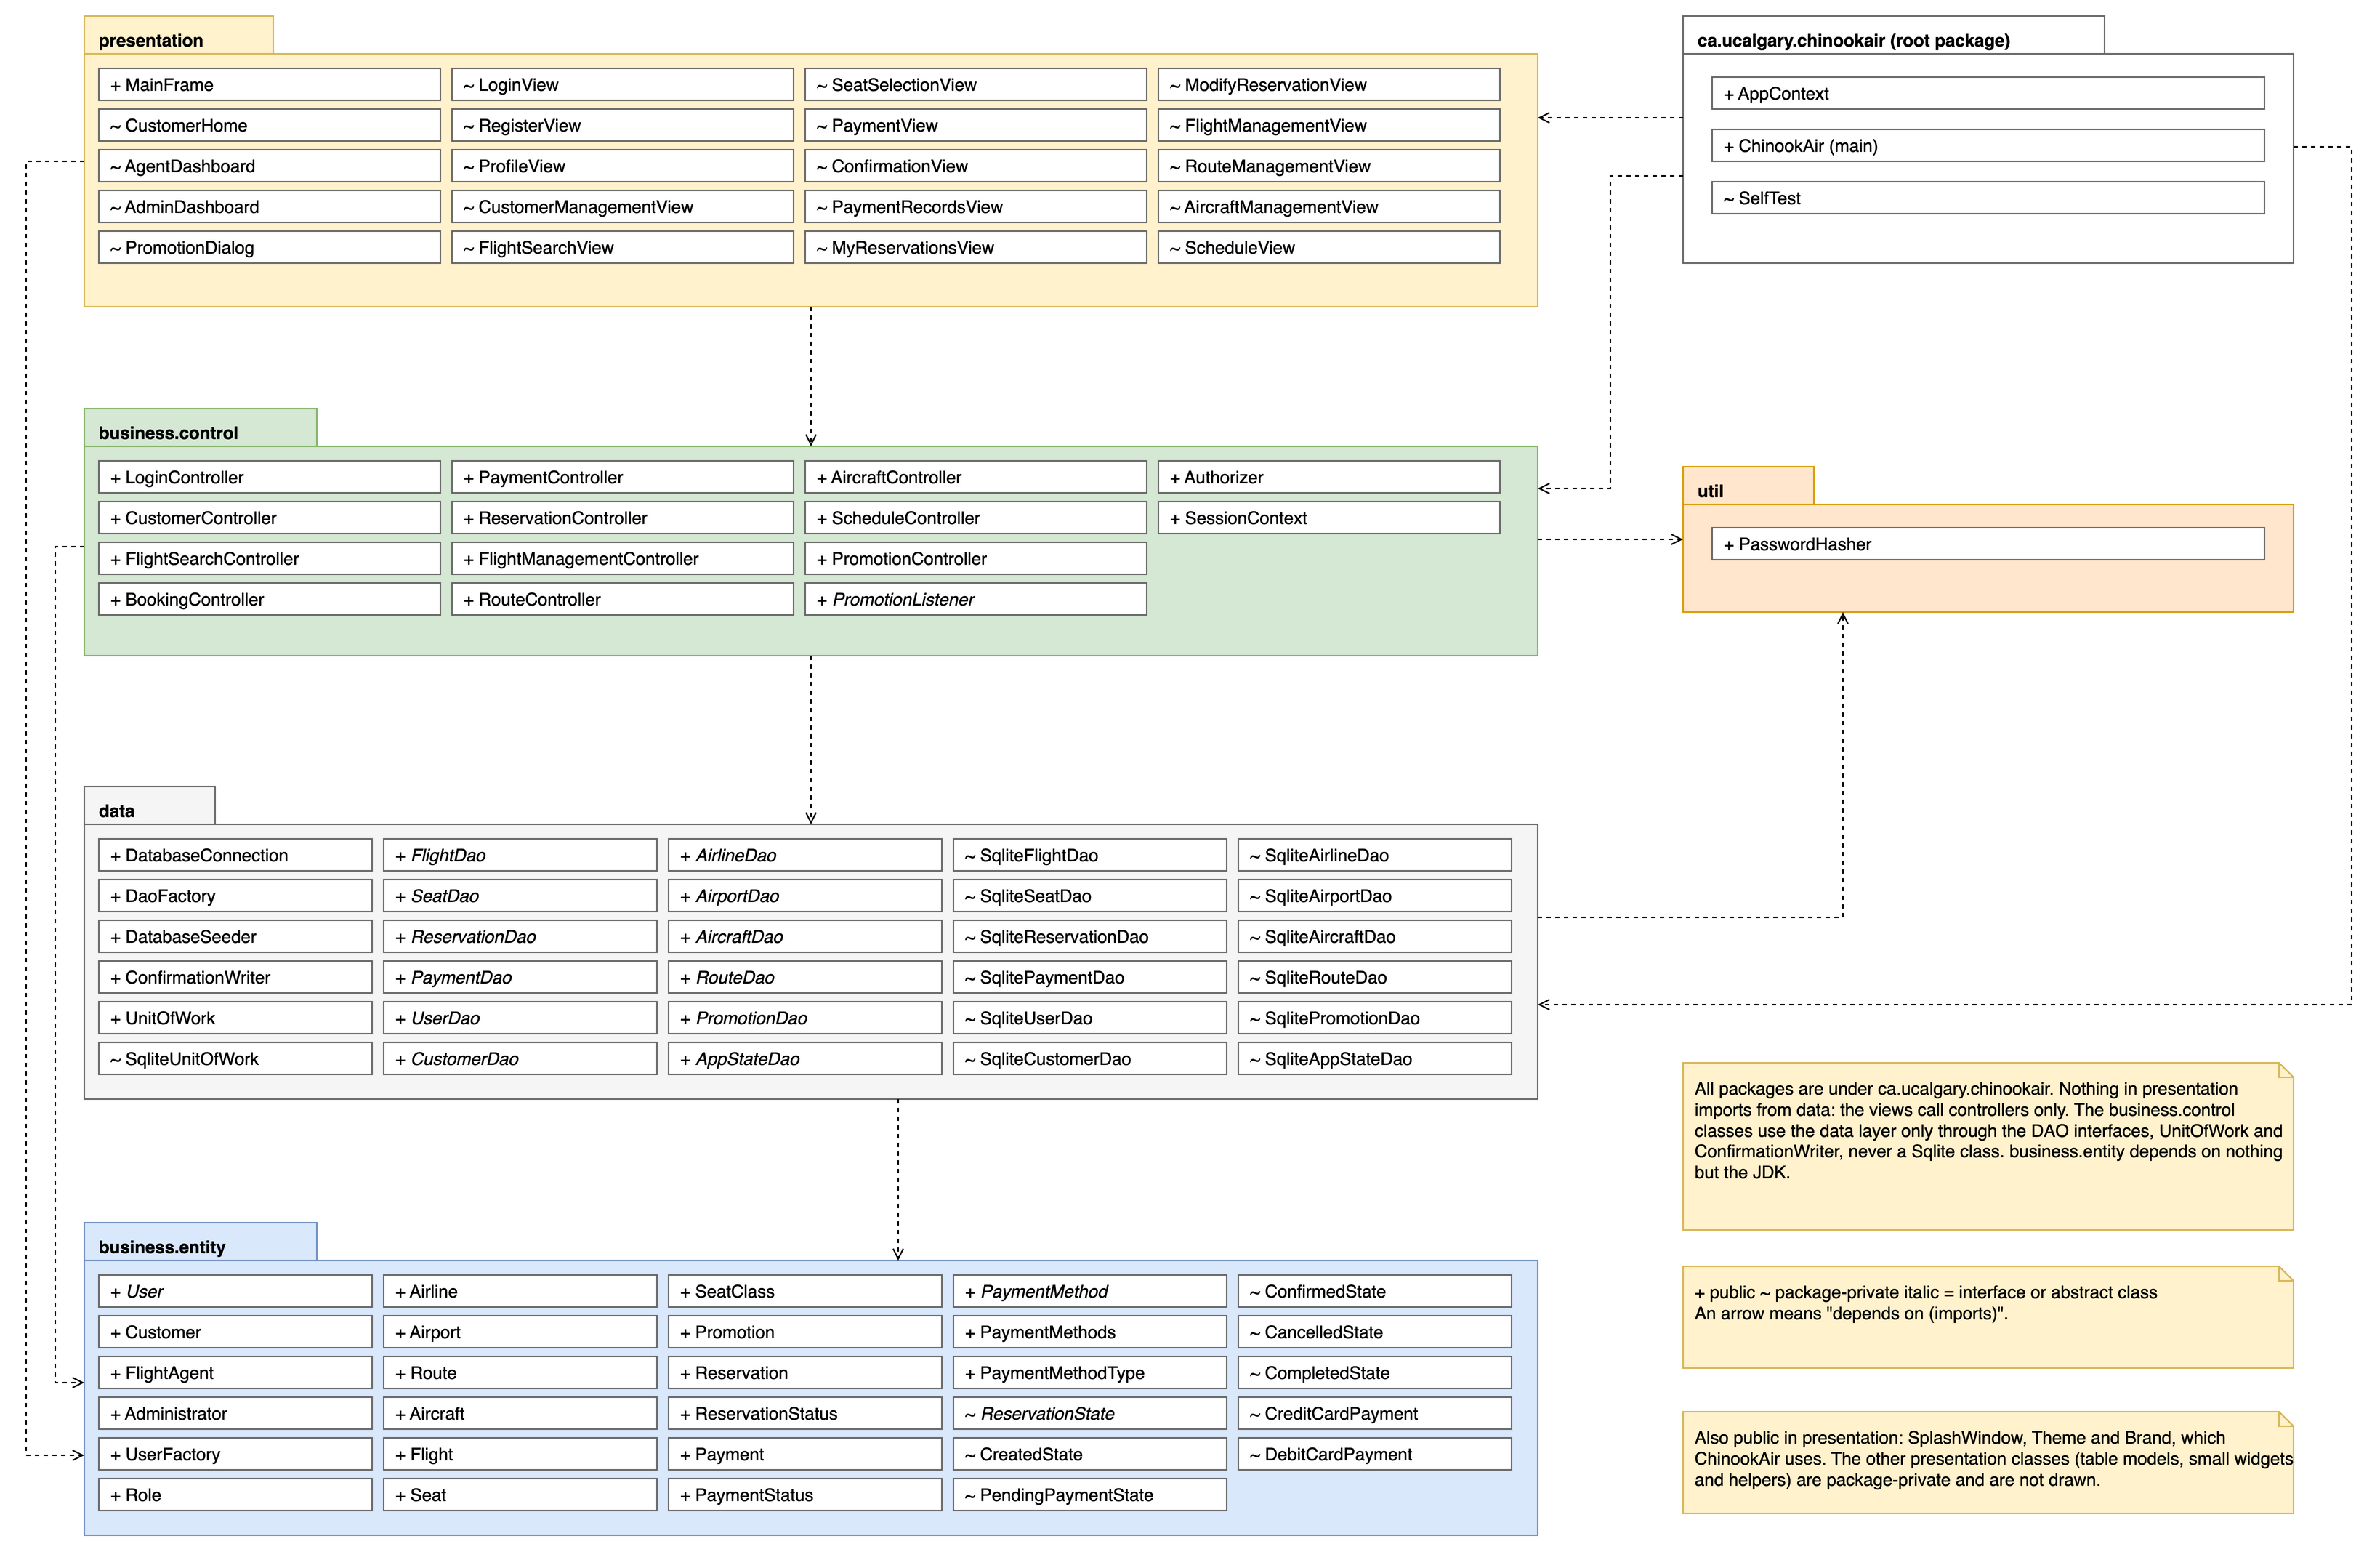 presentation
+ MainFrame
~ CustomerHome
~ AgentDashboard
~ AdminDashboard
~ PromotionDialog
~ LoginView
~ RegisterView
~ ProfileView
~ CustomerManagementView
~ FlightSearchView
~ SeatSelectionView
~ PaymentView
~ ConfirmationView
~ PaymentRecordsView
~ MyReservationsView
~ ModifyReservationView
~ FlightManagementView
~ RouteManagementView
~ AircraftManagementView
~ ScheduleView
ca.ucalgary.chinookair (root package)
+ AppContext
+ ChinookAir (main)
~ SelfTest
business.control
+ LoginController
+ CustomerController
+ FlightSearchController
+ BookingController
+ PaymentController
+ ReservationController
+ FlightManagementController
+ RouteController
+ AircraftController
+ ScheduleController
+ PromotionController
+ PromotionListener
+ Authorizer
+ SessionContext
util
+ PasswordHasher
data
+ DatabaseConnection
+ DaoFactory
+ DatabaseSeeder
+ ConfirmationWriter
+ UnitOfWork
~ SqliteUnitOfWork
+ FlightDao
+ SeatDao
+ ReservationDao
+ PaymentDao
+ UserDao
+ CustomerDao
+ AirlineDao
+ AirportDao
+ AircraftDao
+ RouteDao
+ PromotionDao
+ AppStateDao
~ SqliteFlightDao
~ SqliteSeatDao
~ SqliteReservationDao
~ SqlitePaymentDao
~ SqliteUserDao
~ SqliteCustomerDao
~ SqliteAirlineDao
~ SqliteAirportDao
~ SqliteAircraftDao
~ SqliteRouteDao
~ SqlitePromotionDao
~ SqliteAppStateDao
All packages are under ca.ucalgary.chinookair. Nothing in presentation
imports from data: the views call controllers only. The business.control
classes use the data layer only through the DAO interfaces, UnitOfWork and
ConfirmationWriter, never a Sqlite class. business.entity depends on nothing
but the JDK.
business.entity
+ User
+ Customer
+ FlightAgent
+ Administrator
+ UserFactory
+ Role
+ Airline
+ Airport
+ Route
+ Aircraft
+ Flight
+ Seat
+ SeatClass
+ Promotion
+ Reservation
+ ReservationStatus
+ Payment
+ PaymentStatus
+ PaymentMethod
+ PaymentMethods
+ PaymentMethodType
~ ReservationState
~ CreatedState
~ PendingPaymentState
~ ConfirmedState
~ CancelledState
~ CompletedState
~ CreditCardPayment
~ DebitCardPayment
+ public ~ package-private italic = interface or abstract class
An arrow means "depends on (imports)".
Also public in presentation: SplashWindow, Theme and Brand, which
ChinookAir uses. The other presentation classes (table models, small widgets
and helpers) are package-private and are not drawn.